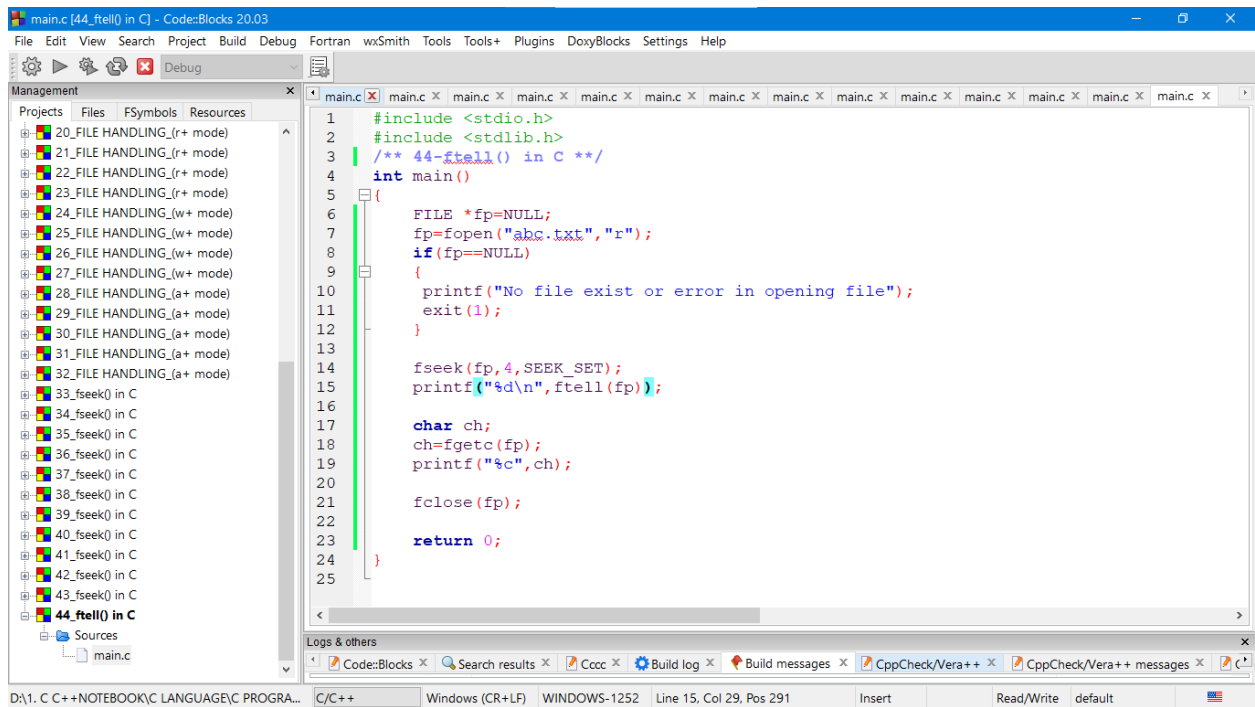 main.c [44_ftell() in C] - Code::Blocks 20.03
File Edit View Search Project Build Debug Fortran wxSmith Tools Tools+ Plugins DoxyBlocks Settings Help
Debug
Management
Projects Files FSymbols Resources
20_FILE HANDLING_(r+ mode)
21_FILE HANDLING_(r+ mode)
22_FILE HANDLING_(r+ mode)
23_FILE HANDLING_(r+ mode)
24_FILE HANDLING_(w+ mode)
25_FILE HANDLING_(w+ mode)
26_FILE HANDLING_(w+ mode)
27_FILE HANDLING_(w+ mode)
28_FILE HANDLING_(a+ mode)
29_FILE HANDLING_(a+ mode)
30_FILE HANDLING_(a+ mode)
31_FILE HANDLING_(a+ mode)
32_FILE HANDLING_(a+ mode)
33_fseek() in C
34_fseek() in C
35_fseek() in C
36_fseek() in C
37_fseek() in C
38_fseek() in C
39_fseek() in C
40_fseek() in C
41_fseek() in C
42_fseek() in C
43_fseek() in C
44_ftell() in C
Sources
main.c
main.c main.c main.c main.c main.c main.c main.c main.c main.c main.c main.c main.c main.c main.c
1 #include <stdio.h>
2 #include <stdlib.h>
3 /** 44-ftell() in C **/
4 int main()
5 {
6 FILE *fp=NULL;
7 fp=fopen("abc.txt","r");
8 if(fp==NULL)
9 {
10 printf("No file exist or error in opening file");
11 exit(1);
12 }
13
14 fseek(fp,4,SEEK_SET);
15 printf("%d\n",ftell(fp));
16
17 char ch;
18 ch=fgetc(fp);
19 printf("%c",ch);
20
21 fclose(fp);
22
23 return 0;
24 }
25
Logs & others
Code::Blocks Search results Cccc Build log Build messages CppCheck/Vera++ CppCheck/Vera++ messages
D:\1. C C++NOTEBOOK\C LANGUAGE\C PROGRA... C/C++ Windows (CR+LF) WINDOWS-1252 Line 15, Col 29, Pos 291 Insert Read/Write default